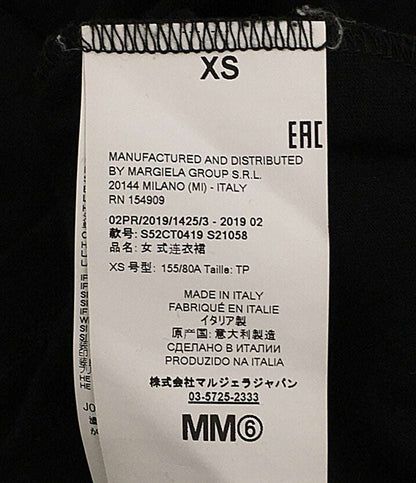 XS
EAC
MANUFACTURED AND DISTRIBUTED
BY MARGIELA GROUP S.R.L.
20144 MILANO (MI) - ITALY
RN 154909
02PR/2019/1425/3 - 2019 02
款号: S52CT0419 S21058
品名: 女 式连衣裙
XS 号型: 155/80A Taille: TP
MADE IN ITALY
FABRIQUÉ EN ITALIE
イタリア製
原产国: 意大利製造
СДЕЛАНО В ИТАЛИИ
PRODUZIDO NA ITALIA
株式会社マルジェラジャパン
03-5725-2333
MM⑥
JO